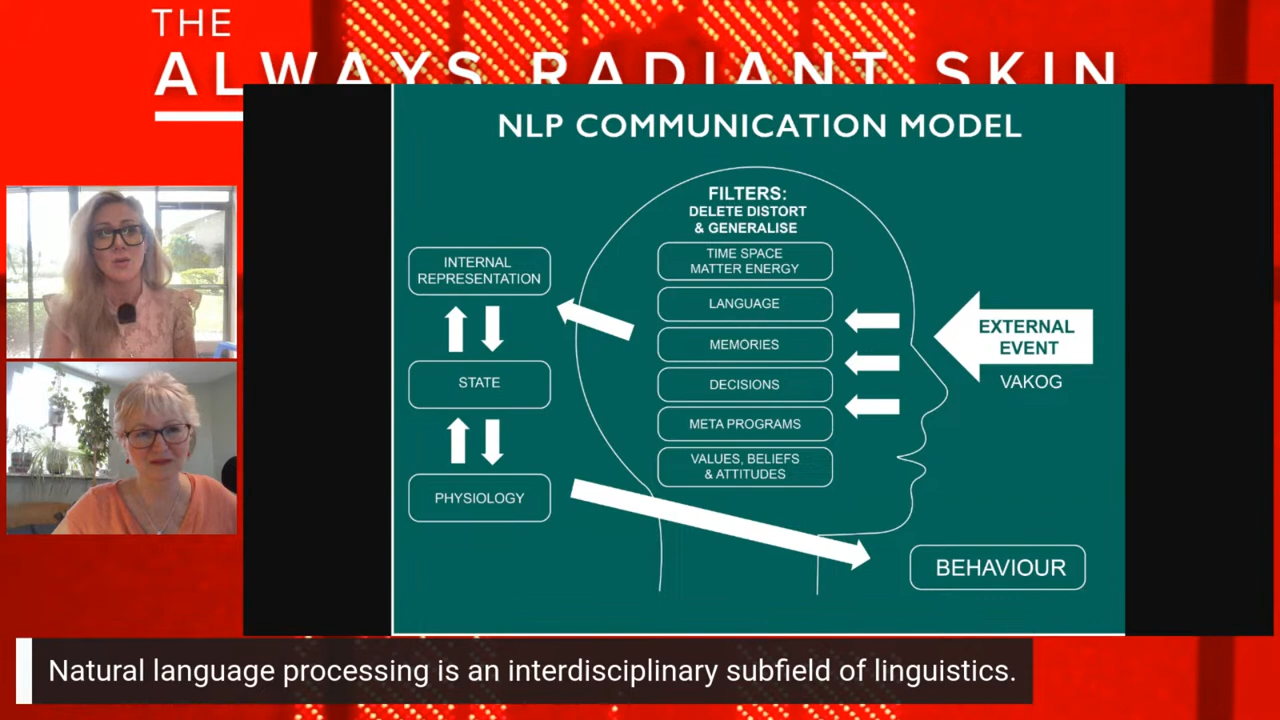 THE
ALWAYS RADIANT SKIN
NLP COMMUNICATION MODEL
FILTERS:
DELETE DISTORT
& GENERALISE
TIME SPACE
MATTER ENERGY
LANGUAGE
MEMORIES
DECISIONS
META PROGRAMS
VALUES, BELIEFS
& ATTITUDES
INTERNAL
REPRESENTATION
STATE
PHYSIOLOGY
EXTERNAL
EVENT
VAKOG
BEHAVIOUR
Natural language processing is an interdisciplinary subfield of linguistics.